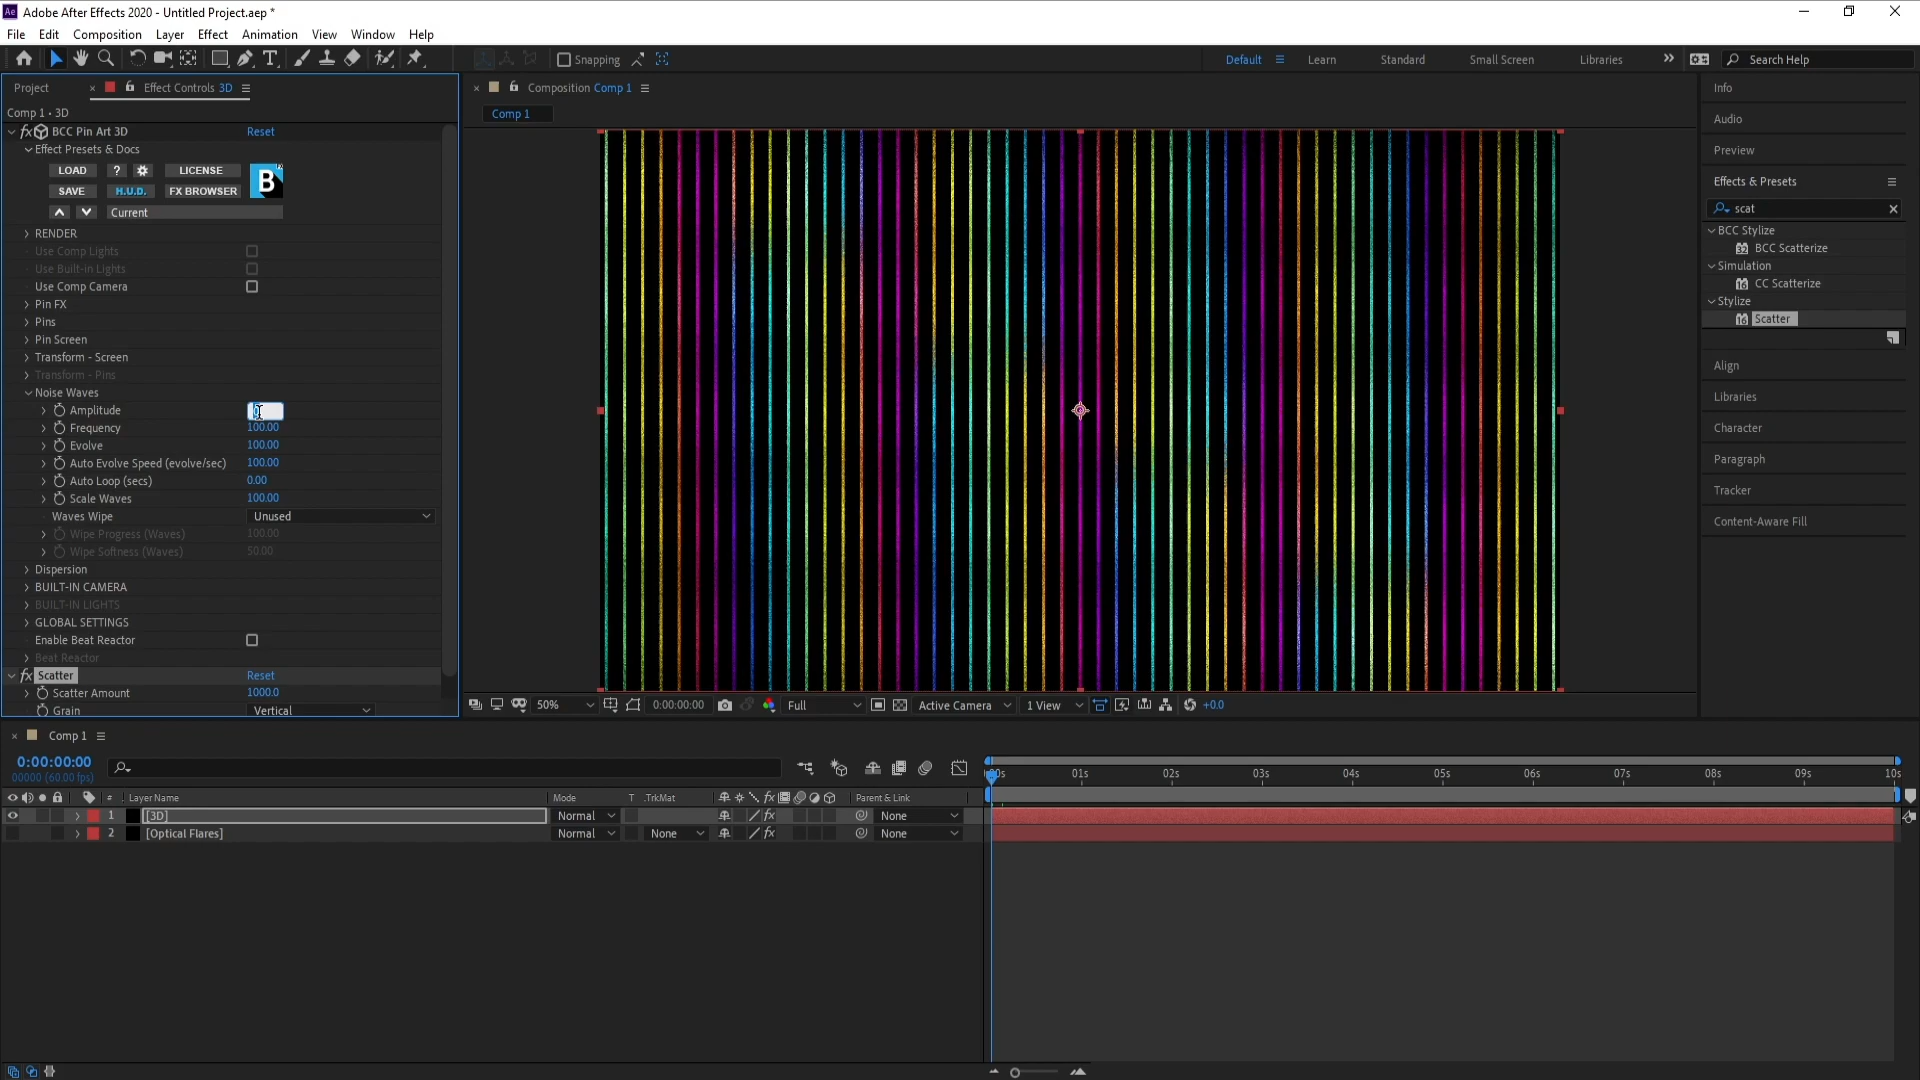 Adobe After Effects 2020 - Untitled Project.aep *
File Edit Composition Layer Effect Animation View Window Help
Snapping Default Learn Standard Small Screen Libraries Search Help
Project Effect Controls 3D
Composition Comp 1
Comp 1 • 3D
Comp 1
BCC Pin Art 3D Reset
Effect Presets & Docs
LOAD ? LICENSE
SAVE H.U.D. FX BROWSER
B
Current
RENDER
Use Comp Lights
Use Built-in Lights
Use Comp Camera
Pin FX
Pins
Pin Screen
Transform - Screen
Transform - Pins
Noise Waves
Amplitude
Frequency 100.00
Evolve 100.00
Auto Evolve Speed (evolve/sec) 100.00
Auto Loop (secs) 0.00
Scale Waves 100.00
Waves Wipe Unused
Wipe Progress (Waves) 100.00
Wipe Softness (Waves) 50.00
Dispersion
BUILT-IN CAMERA
BUILT-IN LIGHTS
GLOBAL SETTINGS
Enable Beat Reactor
Beat Reactor
fx Scatter Reset
Scatter Amount 1000.0
Grain Vertical
Info
Audio
Preview
Effects & Presets
scat
BCC Stylize
32 BCC Scatterize
Simulation
16 CC Scatterize
Stylize
16 Scatter
Align
Libraries
Character
Paragraph
Tracker
Content-Aware Fill
50% 0:00:00:00 Full Active Camera 1 View +0.0
Comp 1
0:00:00:00
00000 (60.00 fps)
:00s 01s 02s 03s 04s 05s 06s 07s 08s 09s 10s
# Layer Name Mode T .TrkMat fx Parent & Link
1 [3D] Normal fx None
2 [Optical Flares] Normal None fx None